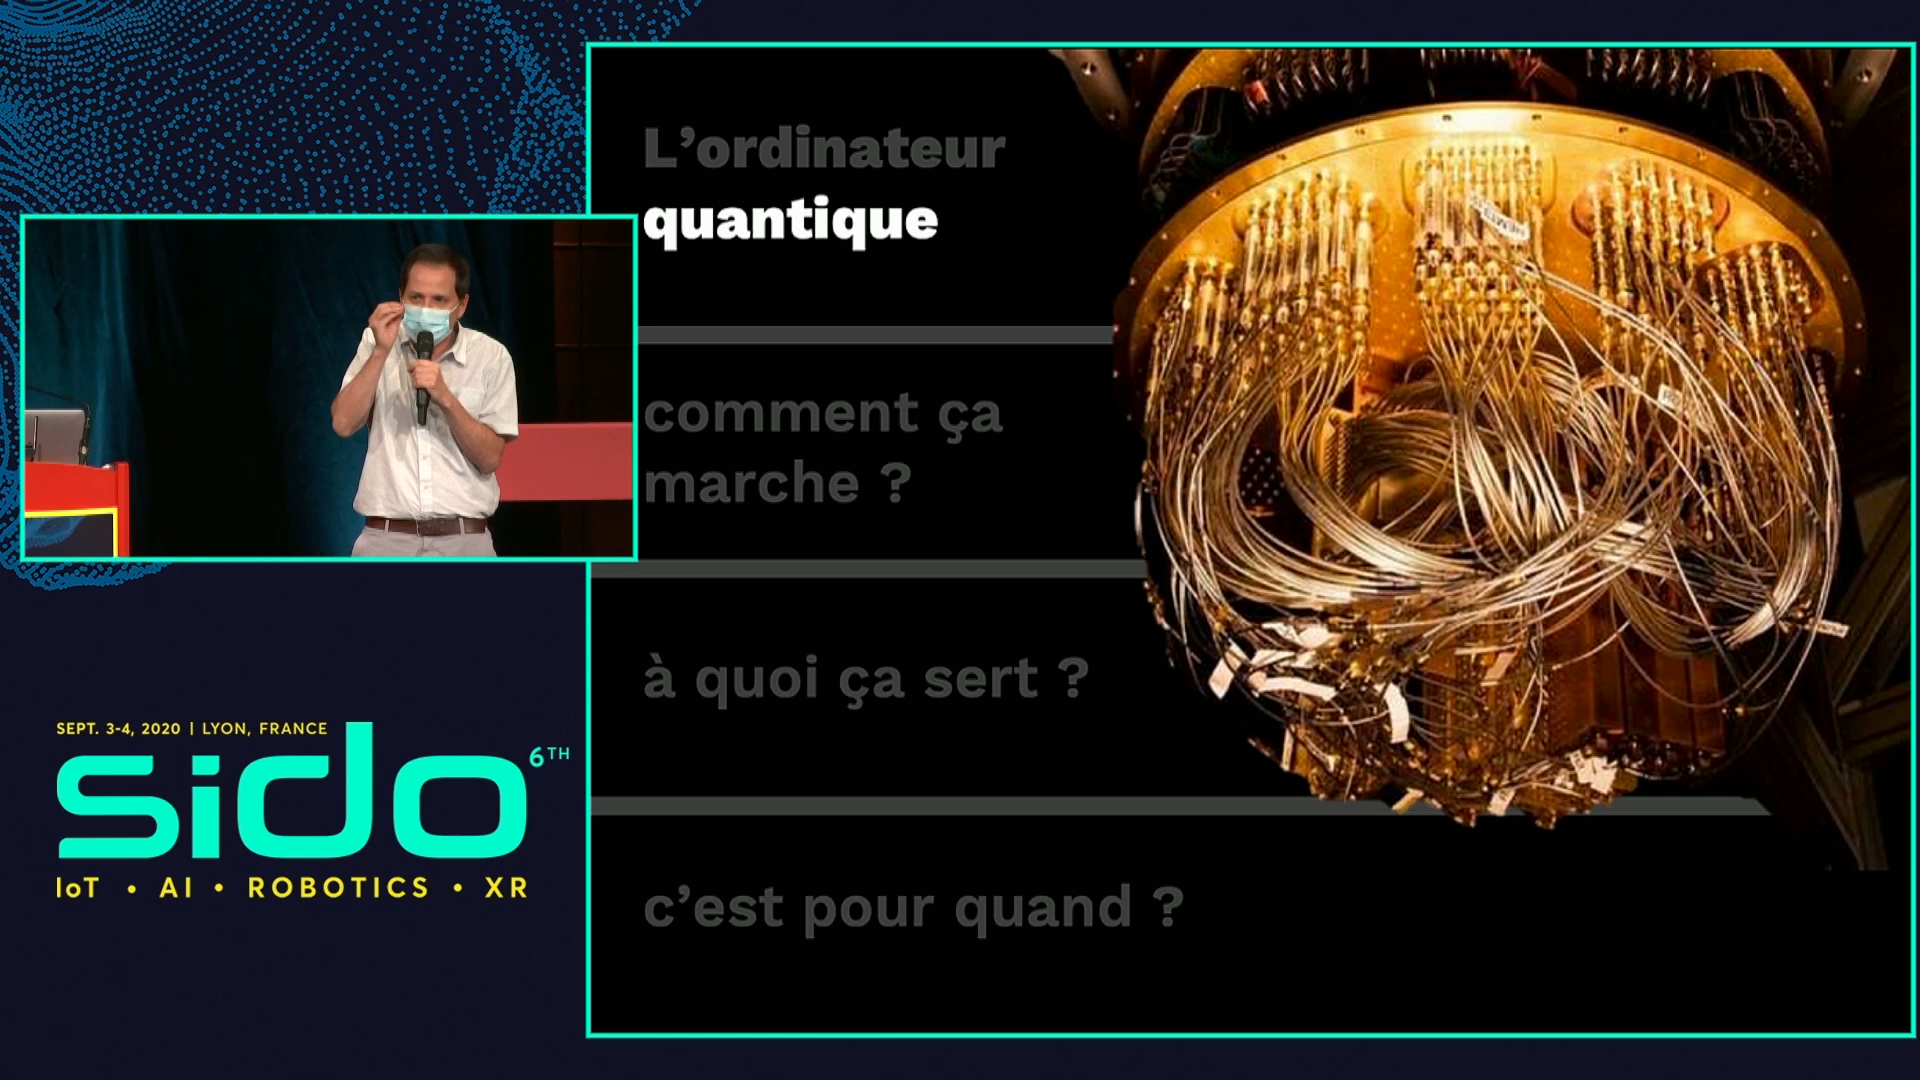 L’ordinateur
quantique
comment ça
marche ?
à quoi ça sert ?
c’est pour quand ?
SEPT. 3-4, 2020 | LYON, FRANCE
sido 6TH
IoT • AI • ROBOTICS • XR